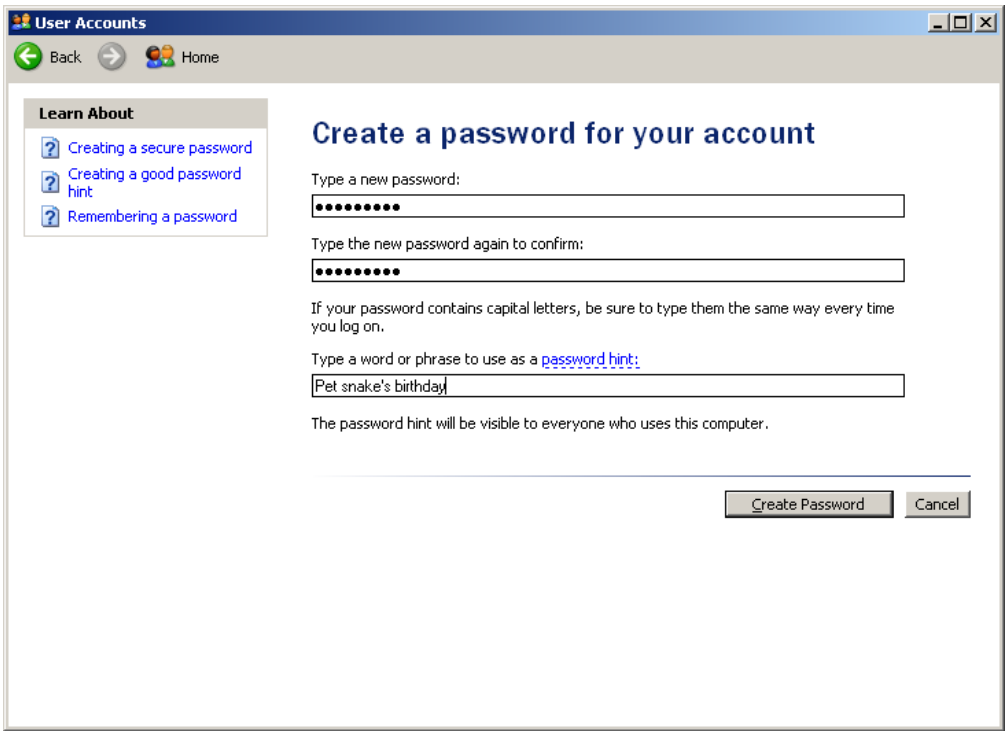 User Accounts
Back Home
Learn About
Creating a secure password
Creating a good password
hint
Remembering a password
Create a password for your account
Type a new password:
●●●●●●●●●
Type the new password again to confirm:
●●●●●●●●●
If your password contains capital letters, be sure to type them the same way every time
you log on.
Type a word or phrase to use as a password hint:
Pet snake's birthday
The password hint will be visible to everyone who uses this computer.
Create Password Cancel